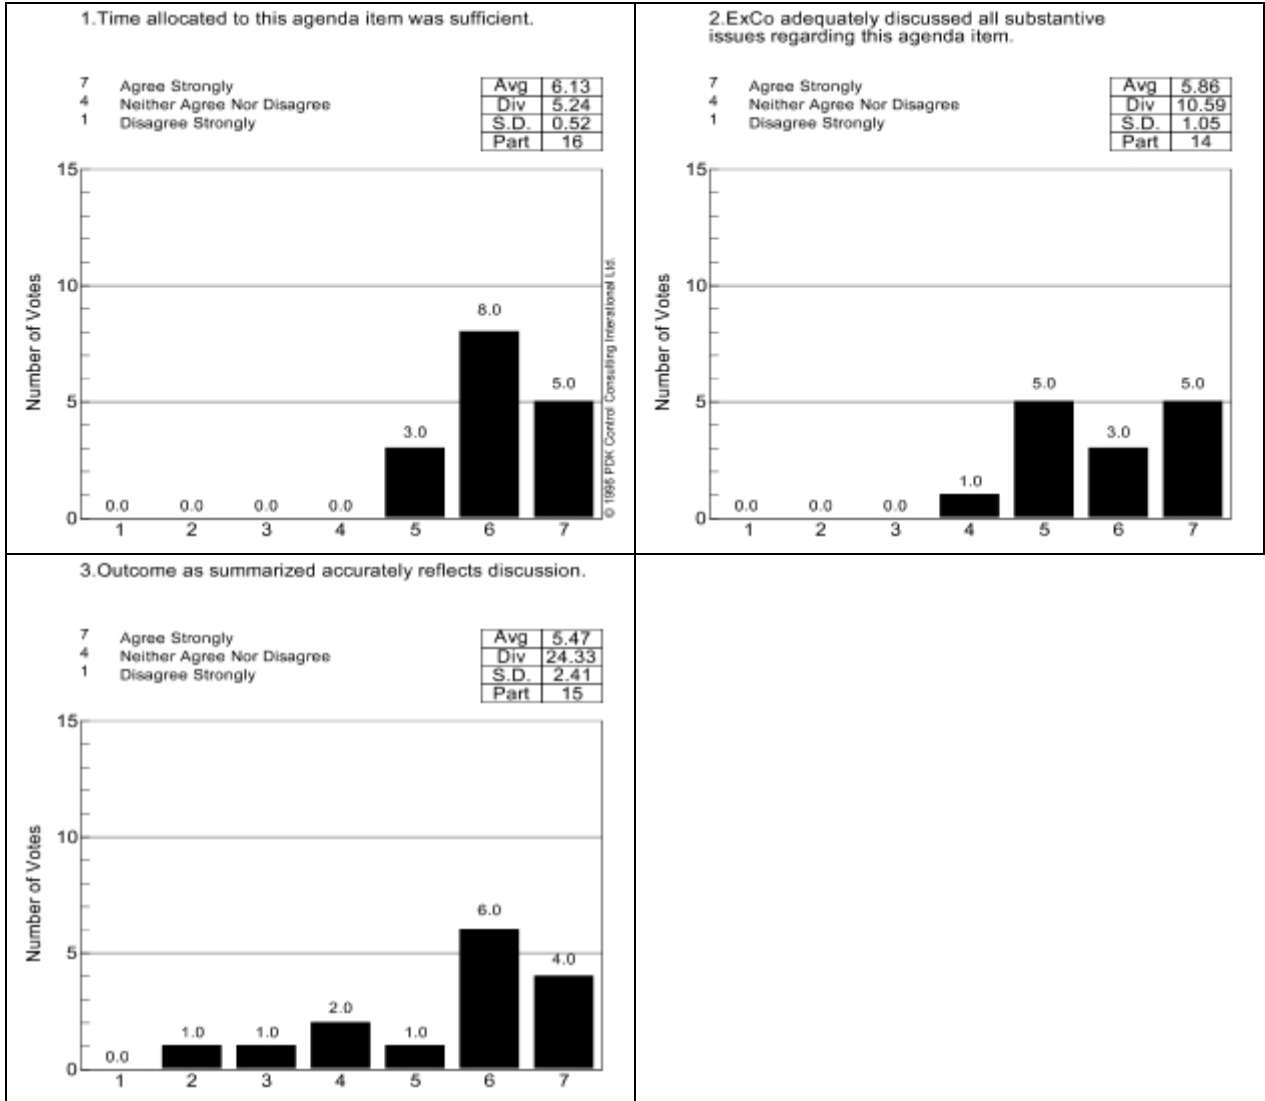 1.Time allocated to this agenda item was sufficient.
7 Agree Strongly
4 Neither Agree Nor Disagree
1 Disagree Strongly
Avg 6.13
Div 5.24
S.D. 0.52
Part 16
15
10
5
0
Number of Votes
0.0 0.0 0.0 0.0 3.0 8.0 5.0
1 2 3 4 5 6 7
© 1996 PDK Control Consulting Interational Ltd.
2.ExCo adequately discussed all substantive
issues regarding this agenda item.
7 Agree Strongly
4 Neither Agree Nor Disagree
1 Disagree Strongly
Avg 5.86
Div 10.59
S.D. 1.05
Part 14
15
10
5
0
Number of Votes
0.0 0.0 0.0 1.0 5.0 3.0 5.0
1 2 3 4 5 6 7
3.Outcome as summarized accurately reflects discussion.
7 Agree Strongly
4 Neither Agree Nor Disagree
1 Disagree Strongly
Avg 5.47
Div 24.33
S.D. 2.41
Part 15
15
10
5
0
Number of Votes
0.0 1.0 1.0 2.0 1.0 6.0 4.0
1 2 3 4 5 6 7